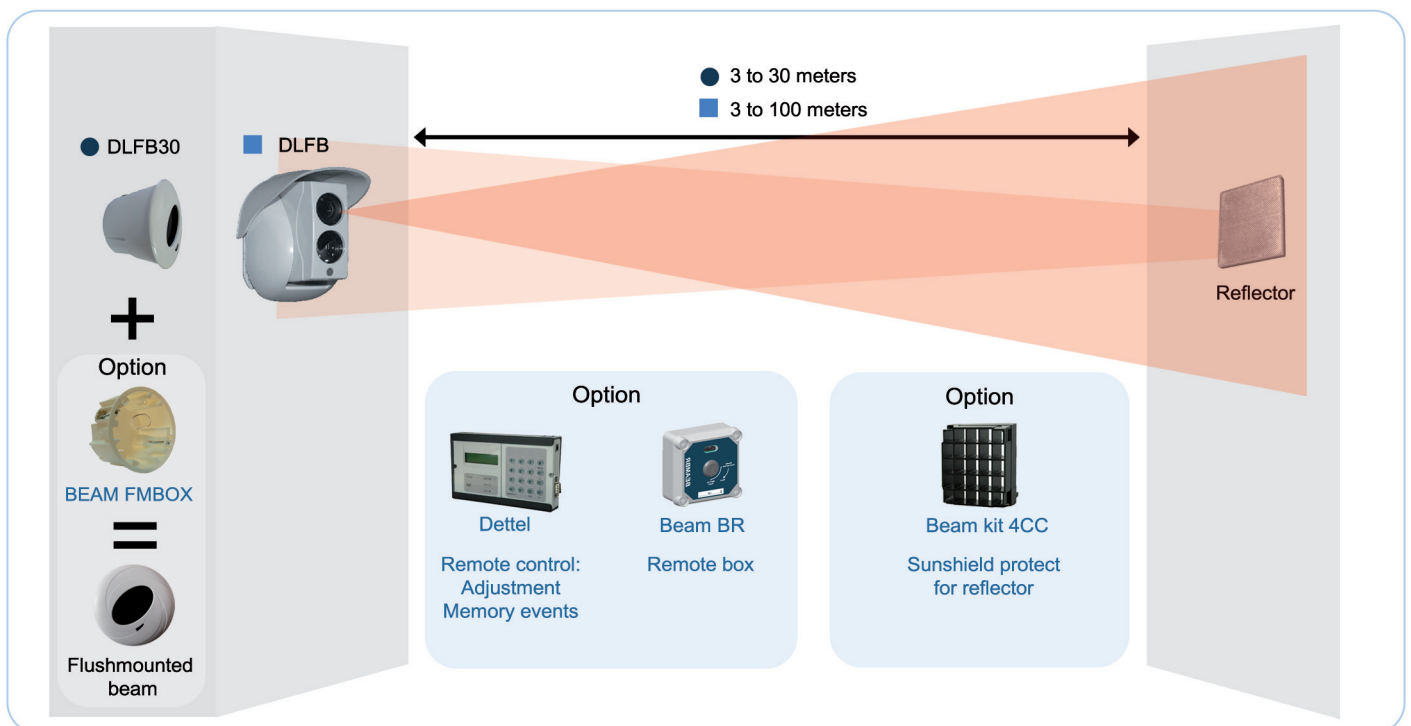 3 to 30 meters
3 to 100 meters
DLFB30
DLFB
Reflector
Option
BEAM FMBOX
Flushmounted
beam
Option
Dettel
Remote control:
Adjustment
Memory events
Beam BR
Remote box
Option
Beam kit 4CC
Sunshield protect
for reflector